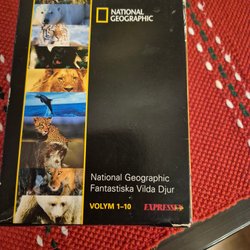 NATIONAL
GEOGRAPHIC
National Geographic
Fantastiska Vilda Djur
VOLYM 1–10
EXPRESSEN